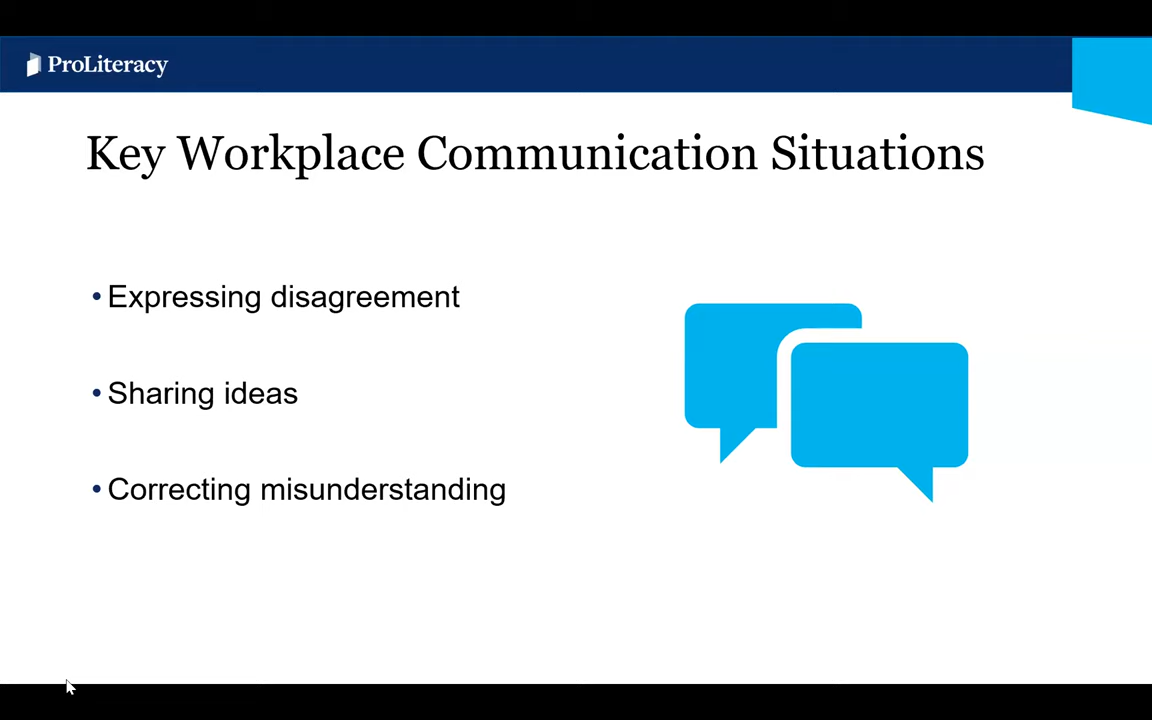 ProLiteracy
Key Workplace Communication Situations
• Expressing disagreement
• Sharing ideas
• Correcting misunderstanding